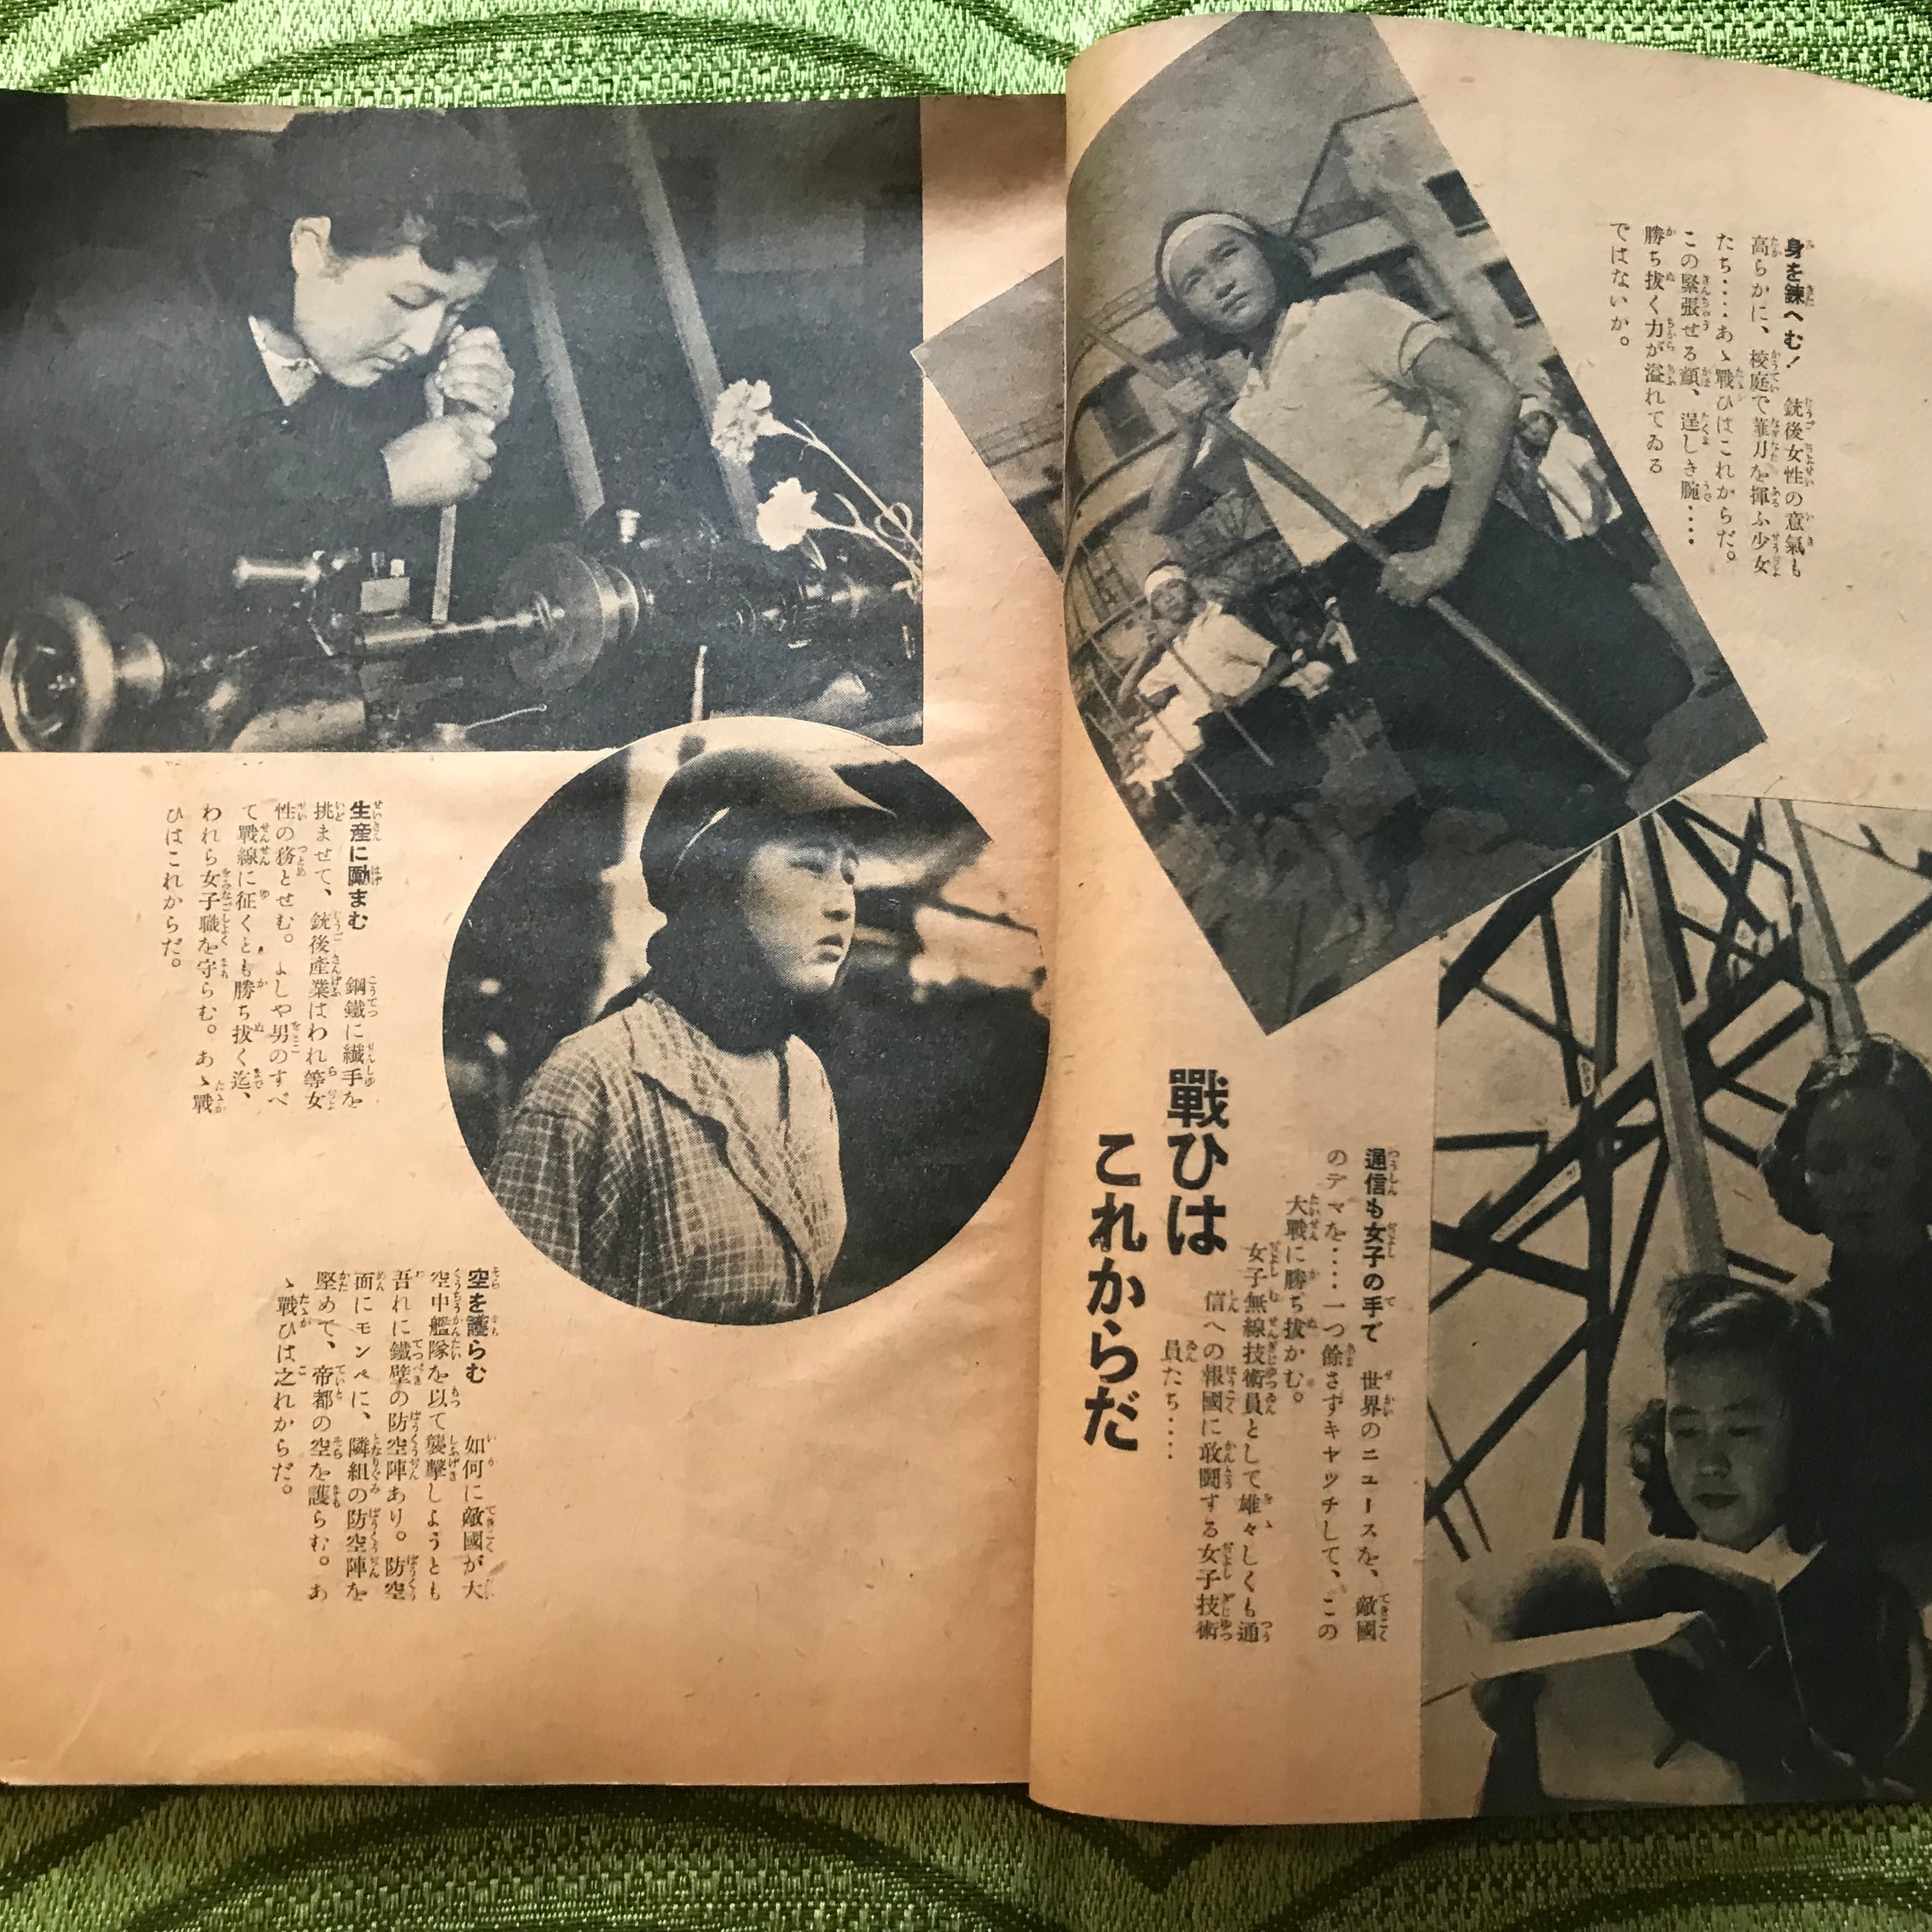 身を鍊へむ!　銃後女性の意氣も
高らかに、校庭で薙刀を揮ふ少女
たち‥‥あゝ戰ひはこれからだ。
この緊張せる顏、逞しき腕‥‥
勝ち拔く力が溢れてゐる
ではないか。
通信も女子の手で　世界のニュースを、敵國
のデマを‥‥一つ餘さずキャッチして、この
大戰に勝ち拔かむ。
女子無線技術員として雄々しくも通
信への報國に敢鬪する女子技術
員たち‥‥
戰ひは
これからだ
生産に勵まむ　鋼鐵に纎手を
挑ませて、銃後產業はわれ等女
性の務とせむ。よしや男のすべ
て戰線に征くとも勝ち拔く迄、
われら女子職を守らむ。あゝ戰
ひはこれからだ。
空を護らむ　如何に敵國が大
空中艦隊を以て襲擊しようとも
吾れに鐵壁の防空陣あり。防空
面にモンペに、隣組の防空陣を
堅めて、帝都の空を護らむ。あ
ゝ戰ひは之れからだ。